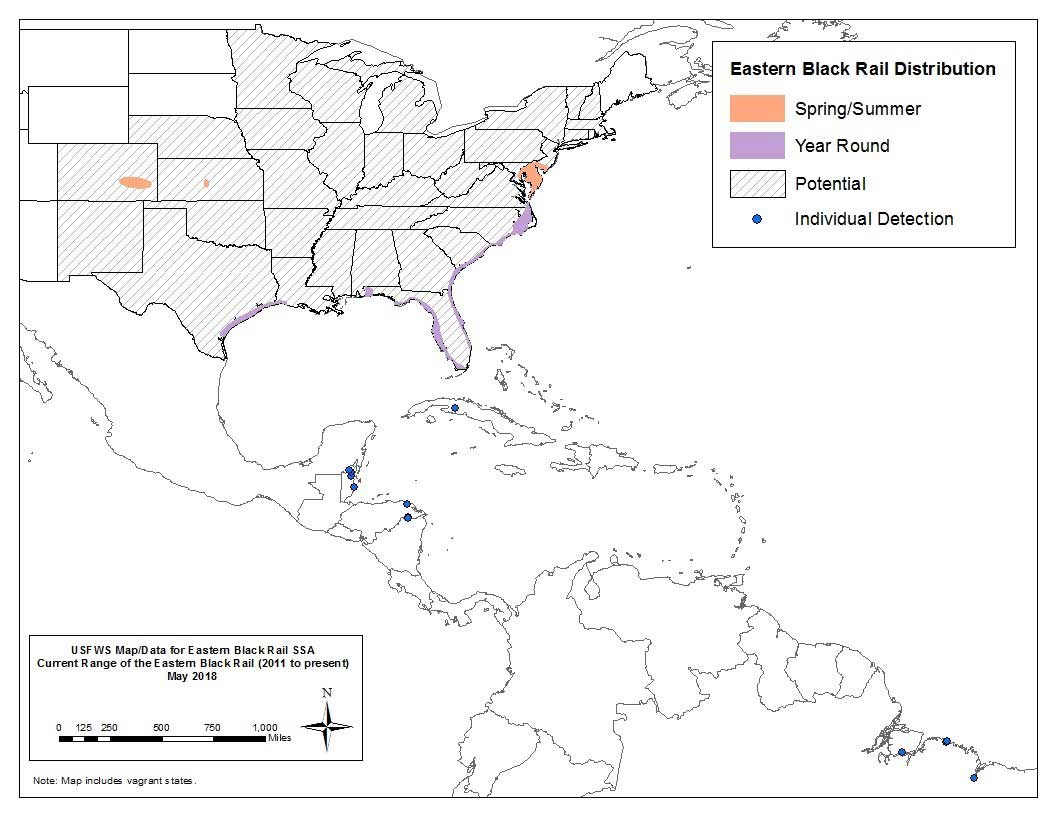 Eastern Black Rail Distribution
Spring/Summer
Year Round
Potential
Individual Detection
USFWS Map/Data for Eastern Black Rail SSA
Current Range of the Eastern Black Rail (2011 to present)
May 2018
N
0 125 250 500 750 1,000
Miles
Note: Map includes vagrant states.